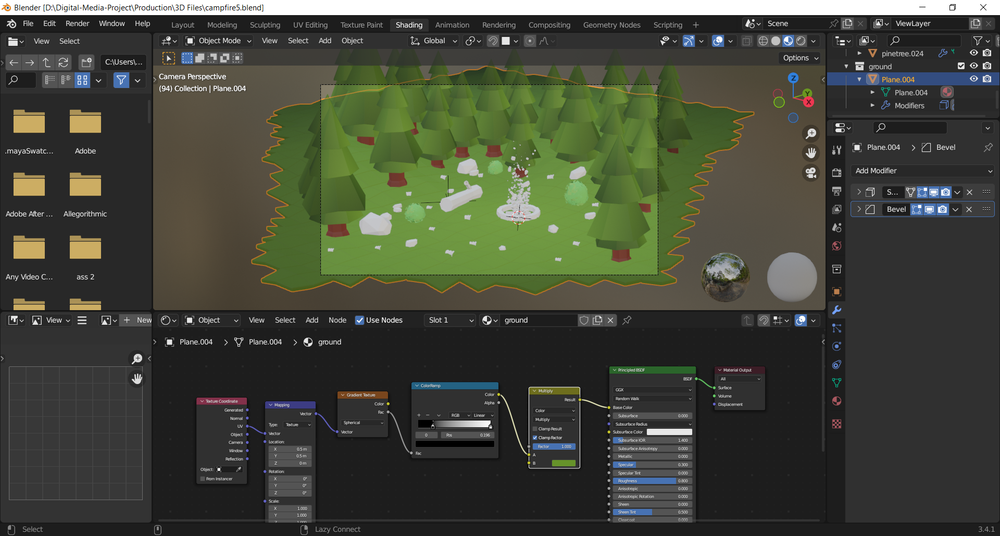 Blender [D:\Digital-Media-Project\Production\3D Files\campfire5.blend]
File Edit Render Window Help
Layout Modeling Sculpting UV Editing Texture Paint Shading Animation Rendering Compositing Geometry Nodes Scripting +
Scene
ViewLayer
View Select
Object Mode View Select Add Object
Global
C:\Users\...
Options
Camera Perspective
(94) Collection | Plane.004
Z
Y
X
pinetree.024
ground
Plane.004
Plane.004
Modifiers
.mayaSwatc...
Adobe
Adobe After ...
Allegorithmic
Any Video C...
ass 2
Plane.004 > Bevel
Add Modifier
S...
Bevel
View
+ New
Object View Select Add Node Use Nodes
Slot 1
ground
Plane.004 > Plane.004 > ground
Texture Coordinate
Generated
Normal
UV
Object
Camera
Window
Reflection
Object:
From Instancer
Mapping
Vector
Type: Texture
Vector
Location:
X 0.5 m
Y 0.5 m
Z 0 m
Rotation:
X 0°
Y 0°
Z 0°
Scale:
X 1.000
Y 1.000
Z 1.000
Gradient Texture
Color
Fac
Spherical
Vector
ColorRamp
Color
Alpha
+ − RGB Linear
0 Pos 0.196
Fac
Multiply
Result
Color
Multiply
Clamp Result
Clamp Factor
Factor 1.000
A
B
Principled BSDF
BSDF
GGX
Random Walk
Base Color
Subsurface 0.000
Subsurface Radius
Subsurface Color
Subsurface IOR 1.400
Subsurface Anisotropy 0.000
Metallic 0.000
Specular 0.300
Specular Tint 0.000
Roughness 0.800
Anisotropic 0.000
Anisotropic Rotation 0.000
Sheen 0.000
Sheen Tint 0.500
Clearcoat 0.000
Material Output
All
Surface
Volume
Displacement
Select
Lazy Connect
3.4.1